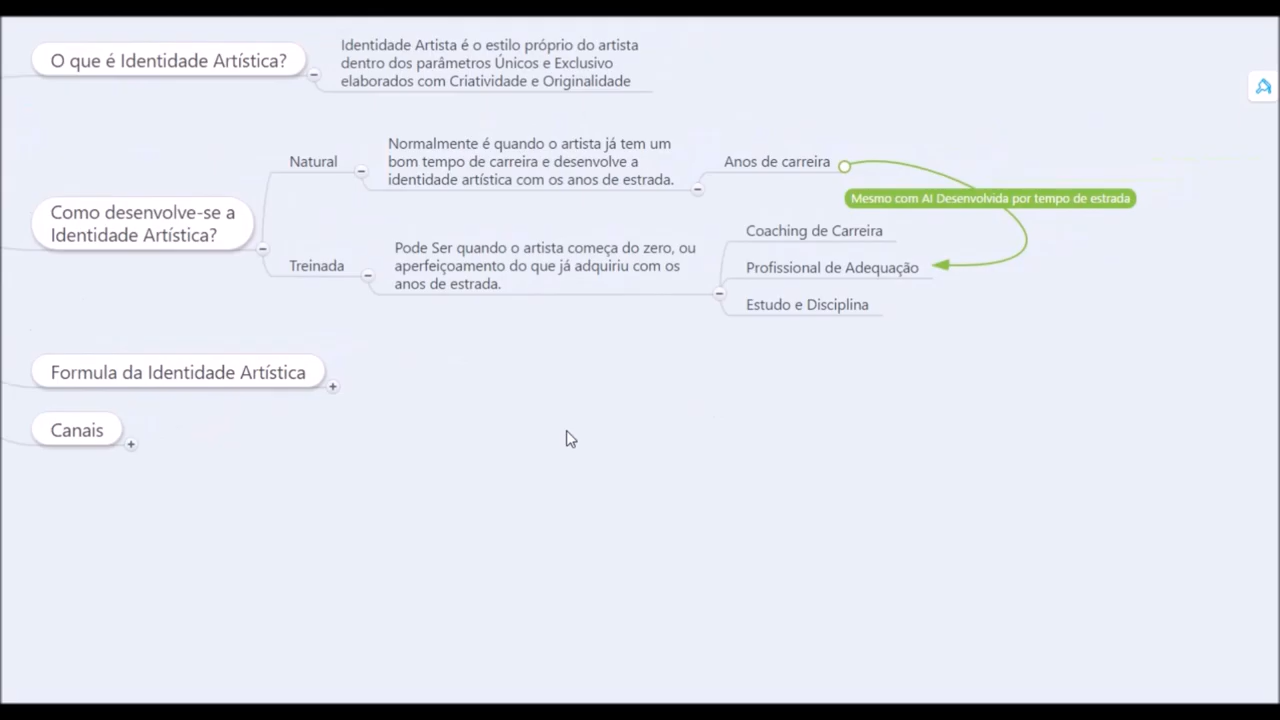 O que é Identidade Artística?
Identidade Artista é o estilo próprio do artista
dentro dos parâmetros Únicos e Exclusivo
elaborados com Criatividade e Originalidade
Como desenvolve-se a
Identidade Artística?
Natural
Normalmente é quando o artista já tem um
bom tempo de carreira e desenvolve a
identidade artística com os anos de estrada.
Anos de carreira
Mesmo com AI Desenvolvida por tempo de estrada
Treinada
Pode Ser quando o artista começa do zero, ou
aperfeiçoamento do que já adquiriu com os
anos de estrada.
Coaching de Carreira
Profissional de Adequação
Estudo e Disciplina
Formula da Identidade Artística
Canais